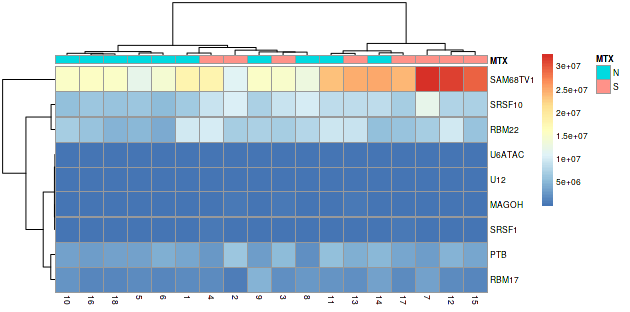 MTX
SAM68TV1
SRSF10
RBM22
U6ATAC
U12
MAGOH
SRSF1
PTB
RBM17
10 16 18 5 6 1 4 2 9 3 8 11 13 14 17 7 12 15
3e+07
2.5e+07
2e+07
1.5e+07
1e+07
5e+06
MTX
N
S